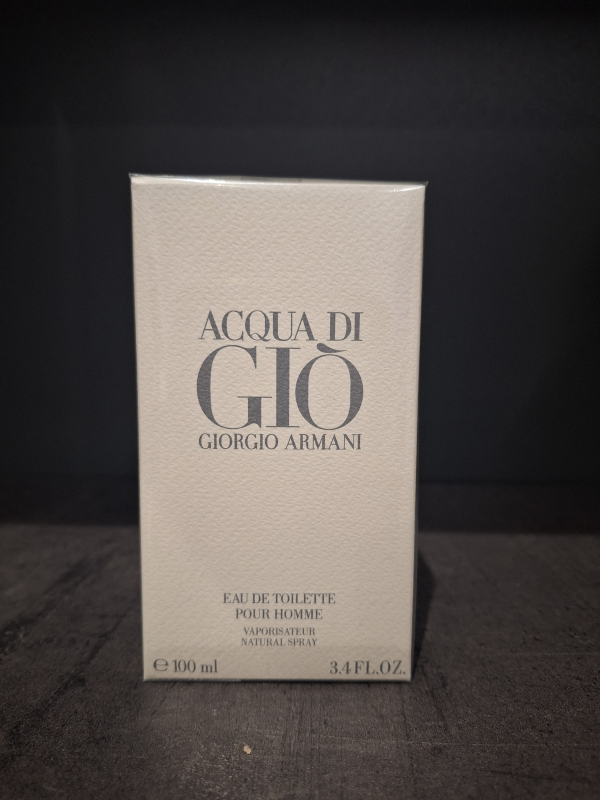 ACQUA DI
GIÒ
GIORGIO ARMANI
EAU DE TOILETTE
POUR HOMME
VAPORISATEUR
NATURAL SPRAY
℮ 100 ml 3.4 FL.OZ.